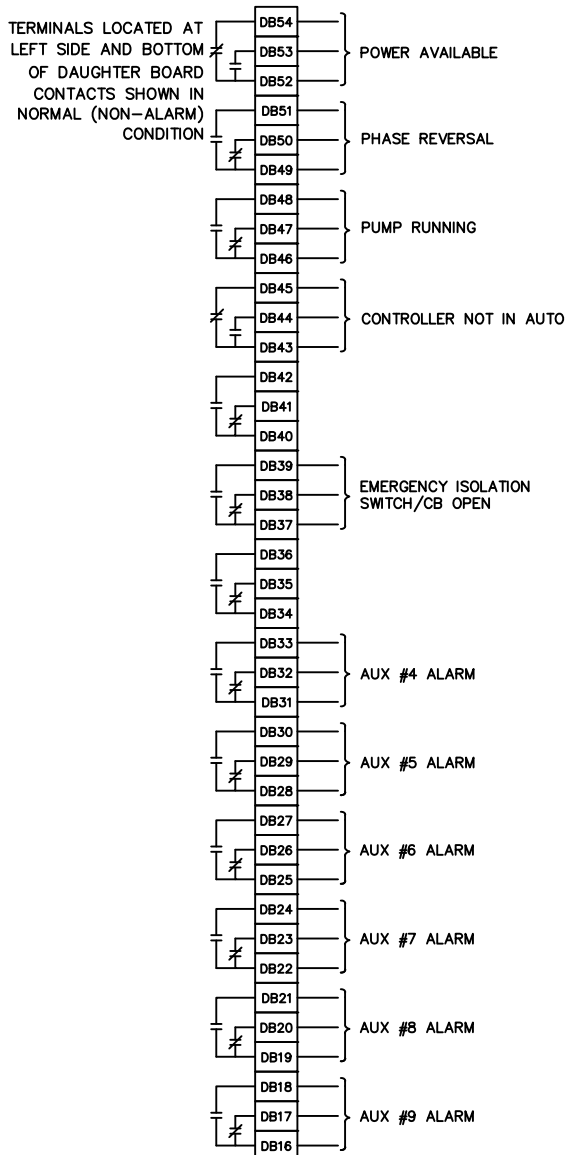 TERMINALS LOCATED AT
LEFT SIDE AND BOTTOM
OF DAUGHTER BOARD
CONTACTS SHOWN IN
NORMAL (NON-ALARM)
CONDITION
DB54
DB53
DB52
POWER AVAILABLE
DB51
DB50
DB49
PHASE REVERSAL
DB48
DB47
DB46
PUMP RUNNING
DB45
DB44
DB43
CONTROLLER NOT IN AUTO
DB42
DB41
DB40
DB39
DB38
DB37
EMERGENCY ISOLATION
SWITCH/CB OPEN
DB36
DB35
DB34
DB33
DB32
DB31
AUX #4 ALARM
DB30
DB29
DB28
AUX #5 ALARM
DB27
DB26
DB25
AUX #6 ALARM
DB24
DB23
DB22
AUX #7 ALARM
DB21
DB20
DB19
AUX #8 ALARM
DB18
DB17
DB16
AUX #9 ALARM